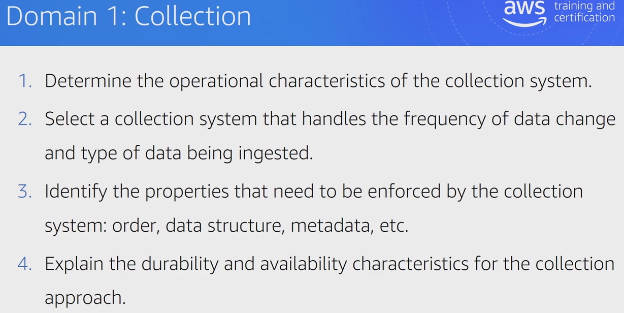 Domain 1: Collection
aws training and
certification
1. Determine the operational characteristics of the collection system.
2. Select a collection system that handles the frequency of data change
and type of data being ingested.
3. Identify the properties that need to be enforced by the collection
system: order, data structure, metadata, etc.
4. Explain the durability and availability characteristics for the collection
approach.